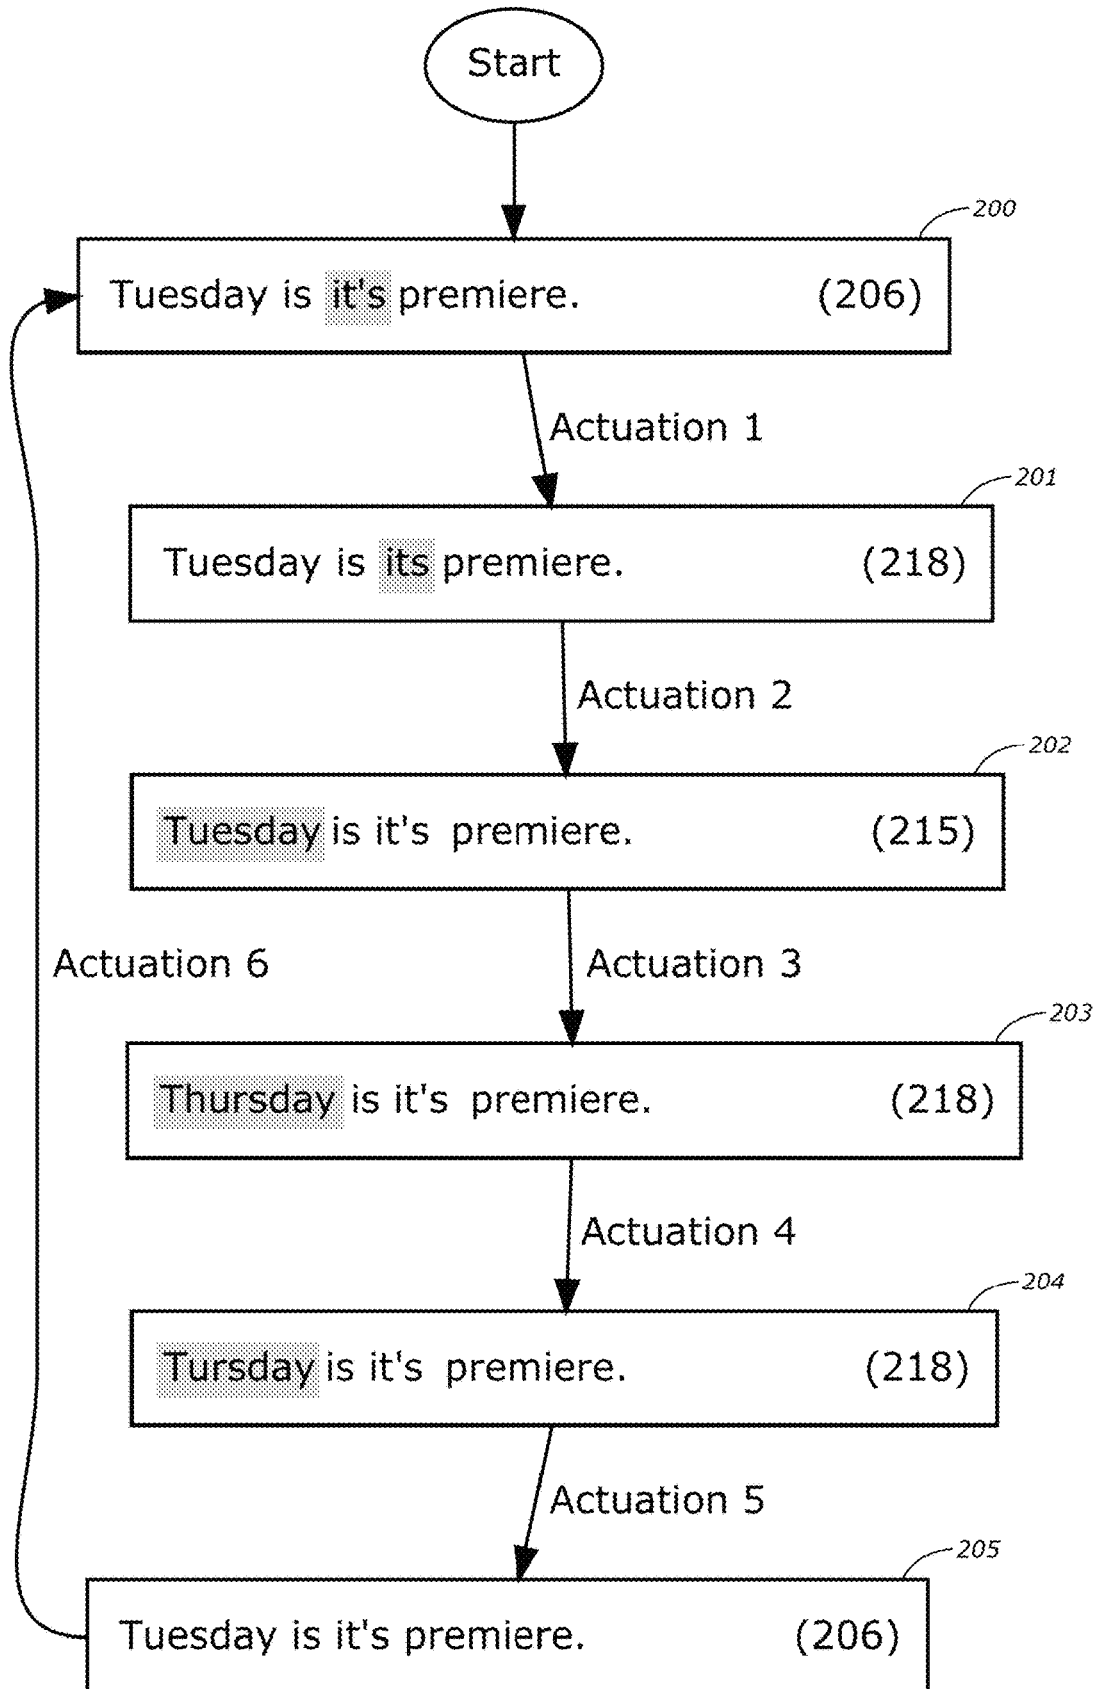 Start
200
Tuesday is it's premiere. (206)
Actuation 1
201
Tuesday is its premiere. (218)
Actuation 2
202
Tuesday is it's premiere. (215)
Actuation 6 Actuation 3
203
Thursday is it's premiere. (218)
Actuation 4
204
Tursday is it's premiere. (218)
Actuation 5
205
Tuesday is it's premiere. (206)